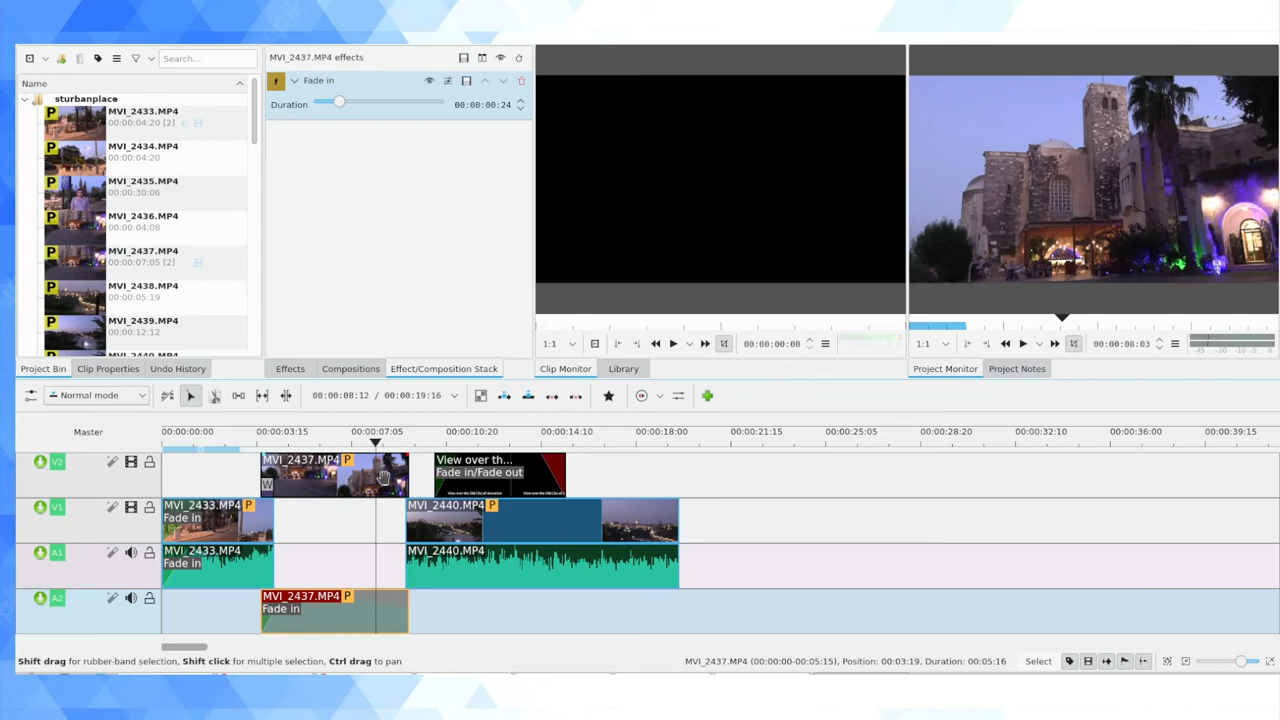 Search...
Name
sturbanplace
MVI_2433.MP4
00:00:04:20 [2]
MVI_2434.MP4
00:00:04:20
MVI_2435.MP4
00:00:30:06
MVI_2436.MP4
00:00:04:08
MVI_2437.MP4
00:00:07:05 [2]
MVI_2438.MP4
00:00:05:19
MVI_2439.MP4
00:00:12:12
MVI_2440.MP4
MVI_2437.MP4 effects
f Fade in
Duration 00:00:00:24
1:1 00:00:00:00
1:1 00:00:08:03
-45 -20 -10 -5 0
Project Bin Clip Properties Undo History
Effects Compositions Effect/Composition Stack
Clip Monitor Library
Project Monitor Project Notes
Normal mode 00:00:08:12 / 00:00:19:16
Master 00:00:00:00 00:00:03:15 00:00:07:05 00:00:10:20 00:00:14:10 00:00:18:00 00:00:21:15 00:00:25:05 00:00:28:20 00:00:32:10 00:00:36:00 00:00:39:15
V2 MVI_2437.MP4 P View over th...
W Fade in/Fade out
V1 MVI_2433.MP4 P MVI_2440.MP4 P
Fade in
A1 MVI_2433.MP4 MVI_2440.MP4
Fade in
A2 MVI_2437.MP4 P
Fade in
Shift drag for rubber-band selection, Shift click for multiple selection, Ctrl drag to pan MVI_2437.MP4 (00:00:00-00:05:15), Position: 00:03:19, Duration: 00:05:16 Select